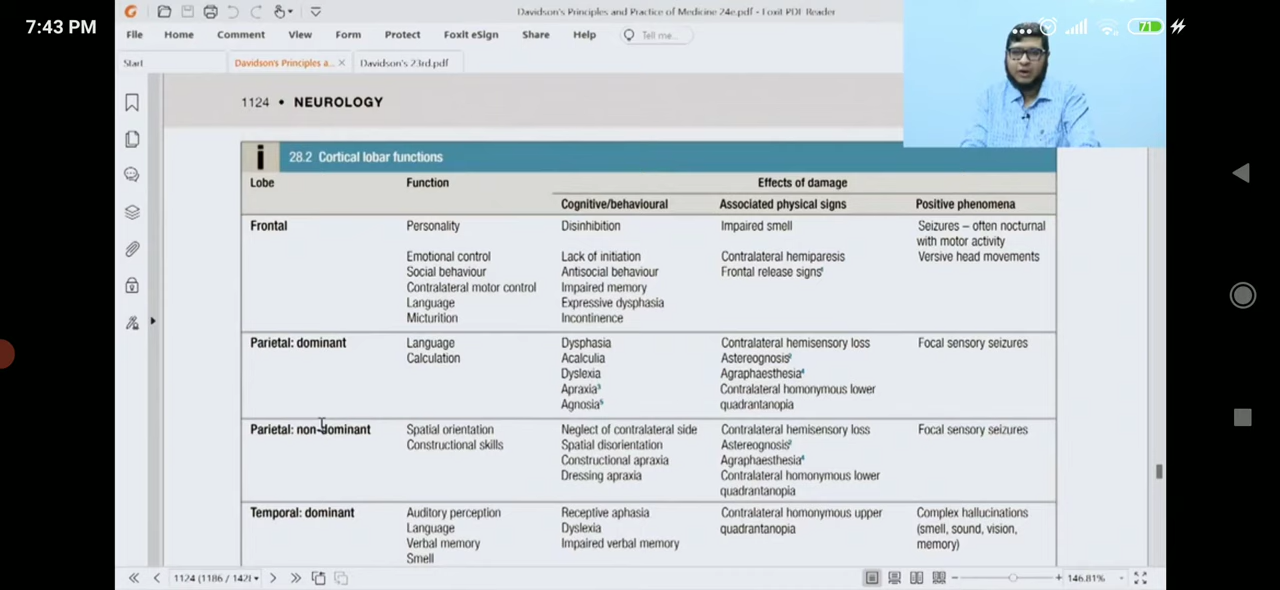 7:43 PM
Davidson's Principles and Practice of Medicine 24e.pdf - Foxit PDF Reader
71
File Home Comment View Form Protect Foxit eSign Share Help Tell me...
Start Davidson's Principles a... × Davidson's 23rd.pdf
1124 • NEUROLOGY
i 28.2 Cortical lobar functions
Lobe Function Effects of damage
Cognitive/behavioural Associated physical signs Positive phenomena
Frontal Personality Disinhibition Impaired smell Seizures – often nocturnal
with motor activity
Emotional control Lack of initiation Contralateral hemiparesis Versive head movements
Social behaviour Antisocial behaviour Frontal release signs¹
Contralateral motor control Impaired memory
Language Expressive dysphasia
Micturition Incontinence
Parietal: dominant Language Dysphasia Contralateral hemisensory loss Focal sensory seizures
Calculation Acalculia Astereognosis²
Dyslexia Agraphaesthesia⁴
Apraxia³ Contralateral homonymous lower
Agnosia⁵ quadrantanopia
Parietal: non-dominant Spatial orientation Neglect of contralateral side Contralateral hemisensory loss Focal sensory seizures
Constructional skills Spatial disorientation Astereognosis²
Constructional apraxia Agraphaesthesia⁴
Dressing apraxia Contralateral homonymous lower
quadrantanopia
Temporal: dominant Auditory perception Receptive aphasia Contralateral homonymous upper Complex hallucinations
Language Dyslexia quadrantanopia (smell, sound, vision,
Verbal memory Impaired verbal memory memory)
Smell
1124 (1186 / 142 146.81%